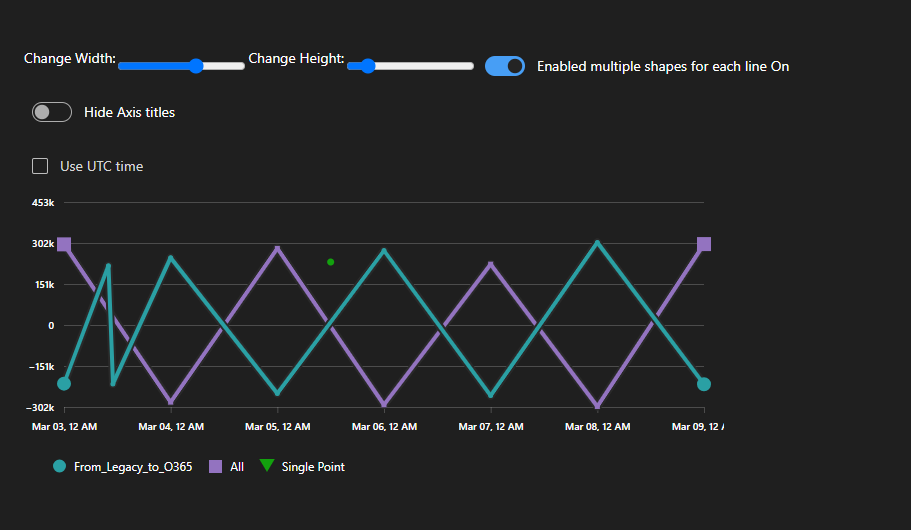 Change Width: Change Height: Enabled multiple shapes for each line On
Hide Axis titles
Use UTC time
453k
302k
151k
0
−151k
−302k
Mar 03, 12 AM Mar 04, 12 AM Mar 05, 12 AM Mar 06, 12 AM Mar 07, 12 AM Mar 08, 12 AM Mar 09, 12
From_Legacy_to_O365 All Single Point